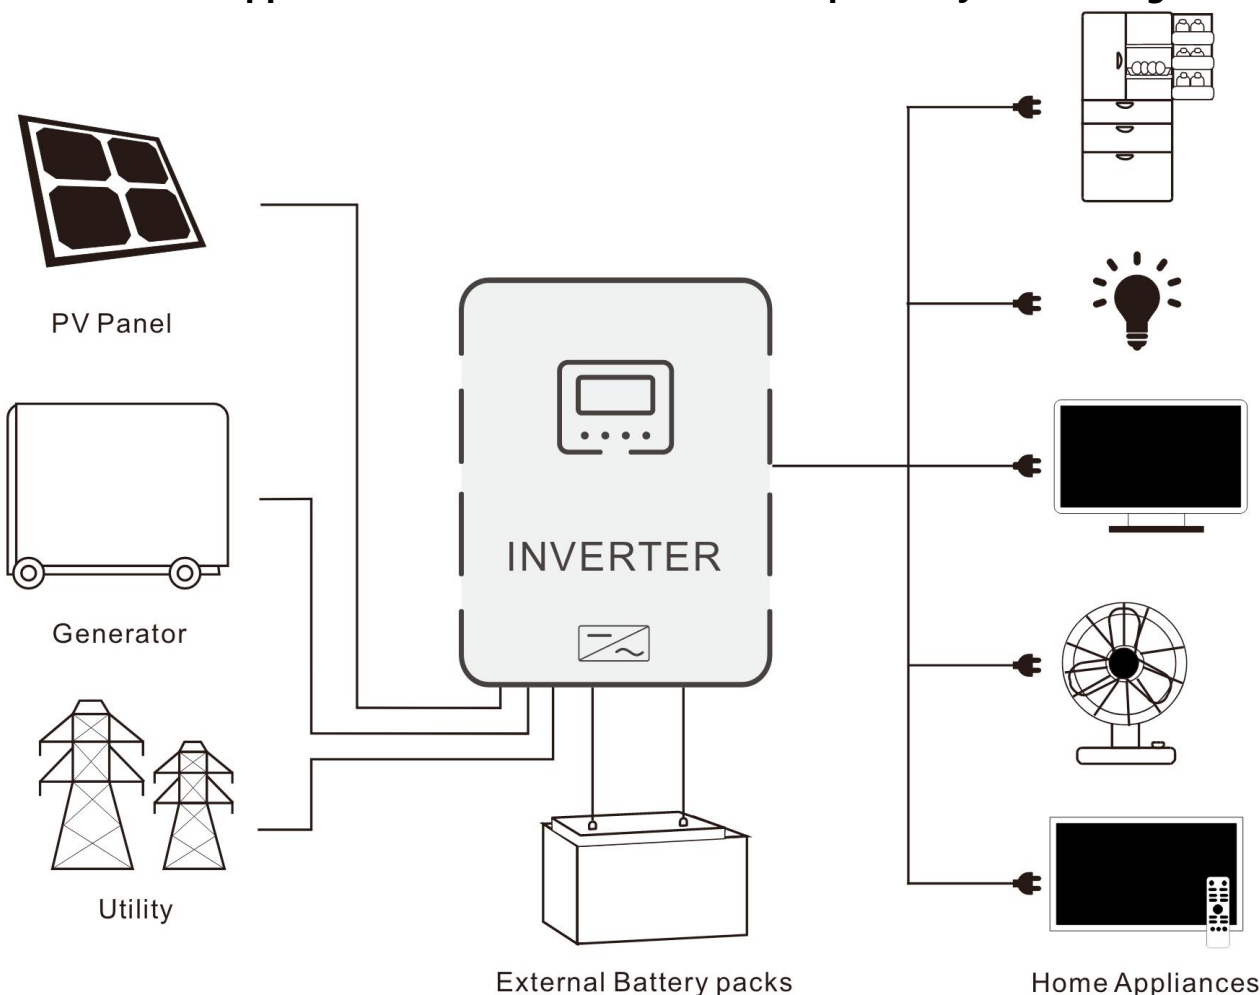 PV Panel
Generator
Utility
INVERTER
External Battery packs
Home Appliances